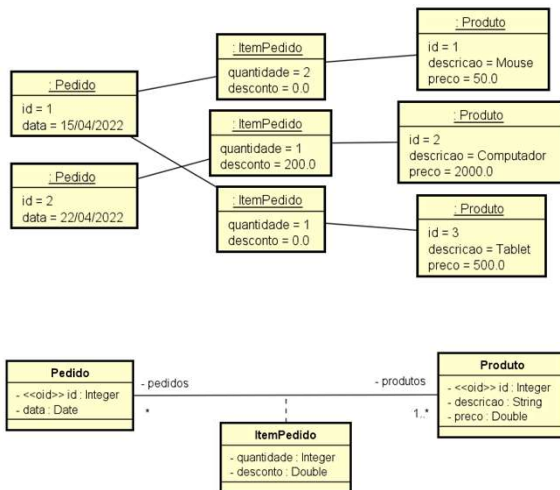 : Pedido
id = 1
data = 15/04/2022
: Pedido
id = 2
data = 22/04/2022
: ItemPedido
quantidade = 2
desconto = 0.0
: ItemPedido
quantidade = 1
desconto = 200.0
: ItemPedido
quantidade = 1
desconto = 0.0
: Produto
id = 1
descricao = Mouse
preco = 50.0
: Produto
id = 2
descricao = Computador
preco = 2000.0
: Produto
id = 3
descricao = Tablet
preco = 500.0
Pedido
- <<oid>> id : Integer
- data : Date
- pedidos
*
- produtos
1..*
Produto
- <<oid>> id : Integer
- descricao : String
- preco : Double
ItemPedido
- quantidade : Integer
- desconto : Double